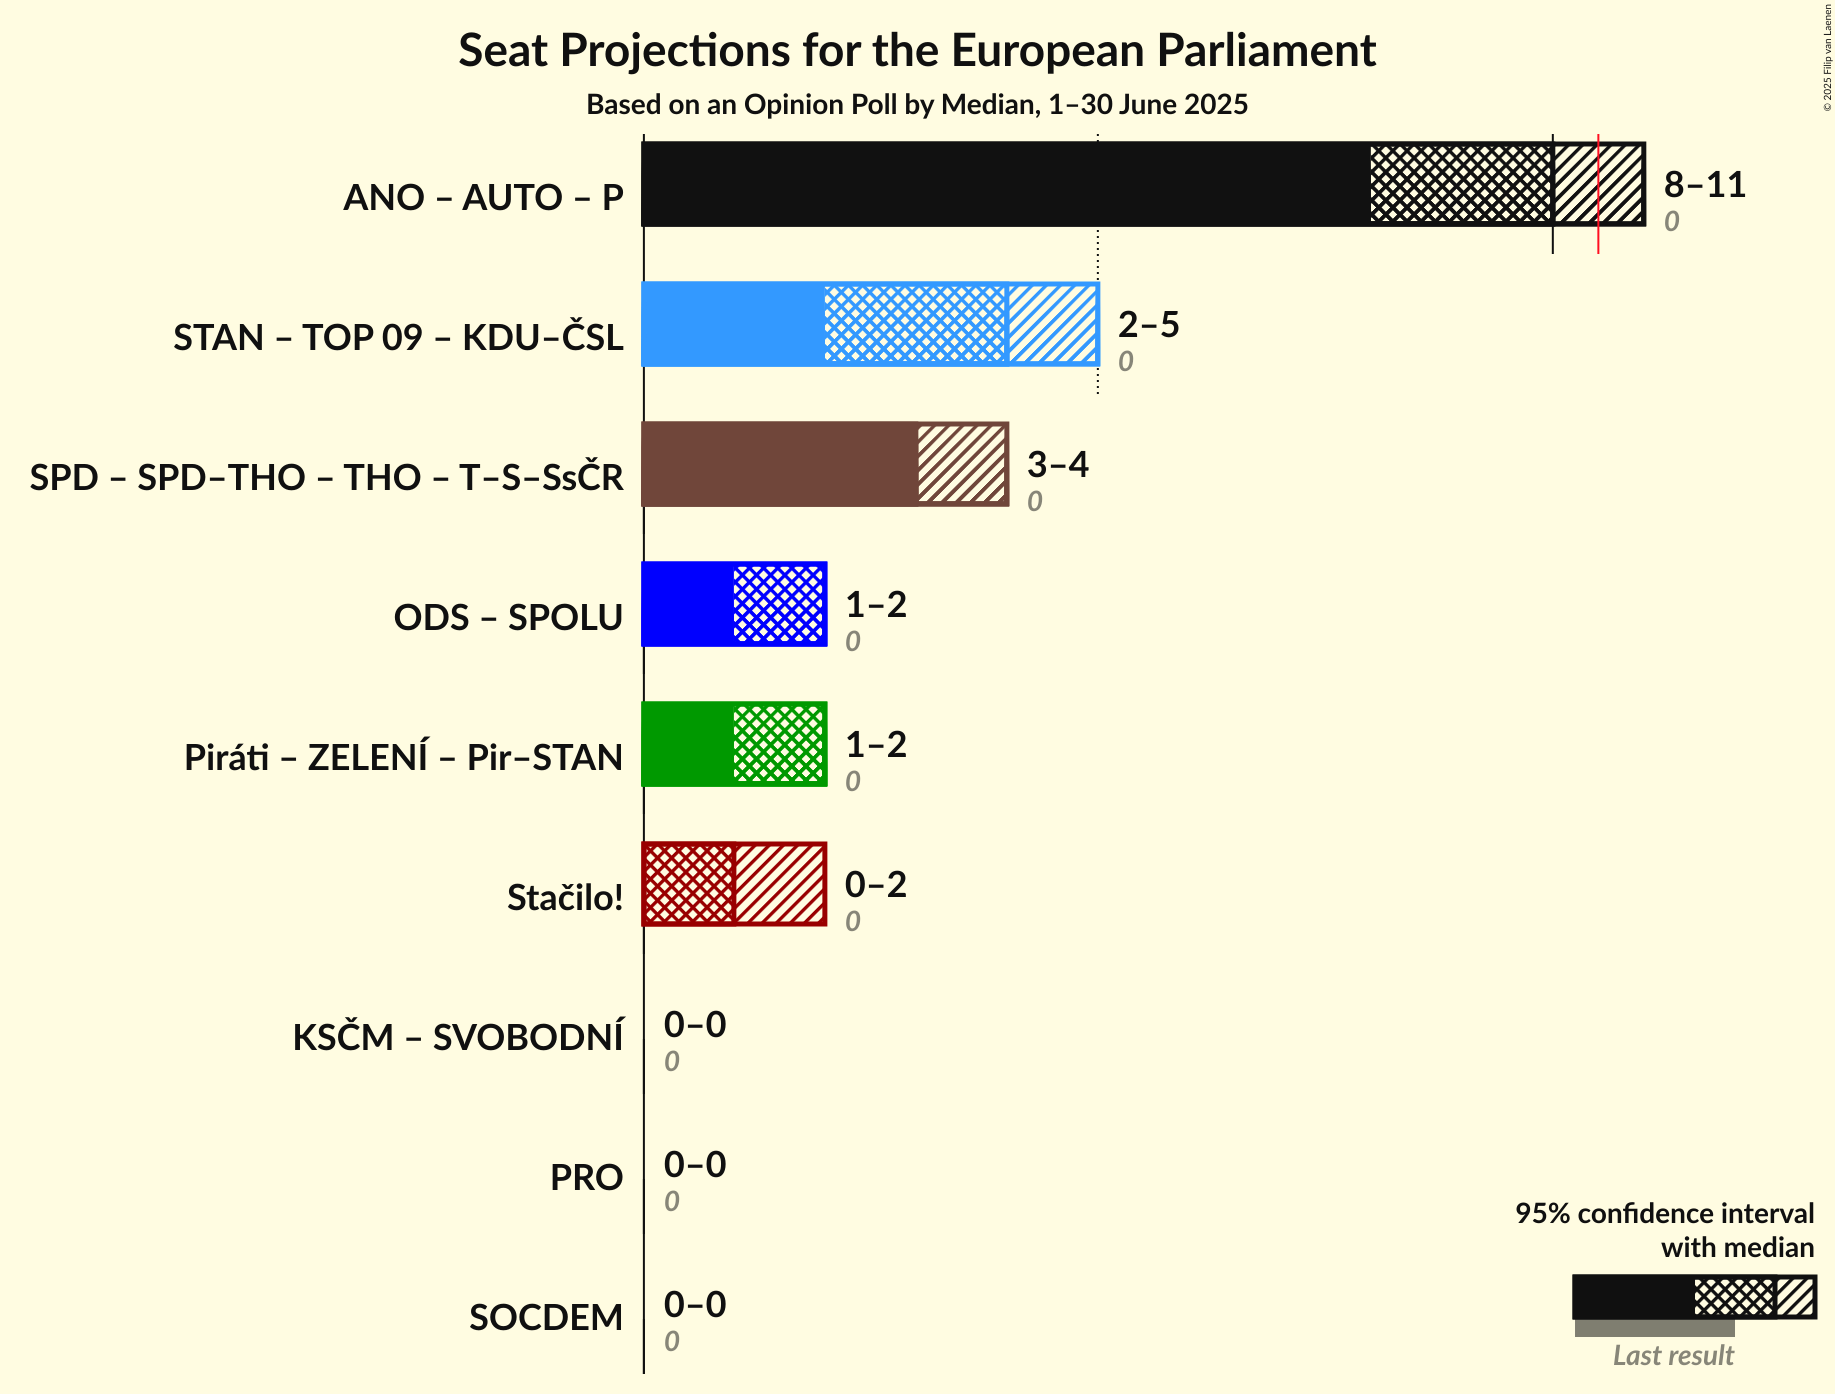 Seat Projections for the European Parliament
Based on an Opinion Poll by Median, 1–30 June 2025
© 2025 Filip van Laenen
ANO – AUTO – P
8–11
0
STAN – TOP 09 – KDU–ČSL
2–5
0
SPD – SPD–THO – THO – T–S–SsČR
3–4
0
ODS – SPOLU
1–2
0
Piráti – ZELENÍ – Pir–STAN
1–2
0
Stačilo!
0–2
0
KSČM – SVOBODNÍ
0–0
0
PRO
0–0
0
SOCDEM
0–0
0
95% confidence interval
with median
Last result